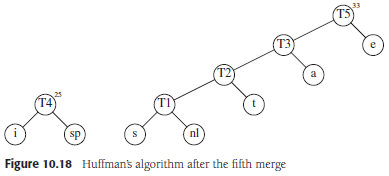 T5 33
T3 e
T2 a
T4 25 T1 t
i sp s nl
Figure 10.18 Huffman's algorithm after the fifth merge